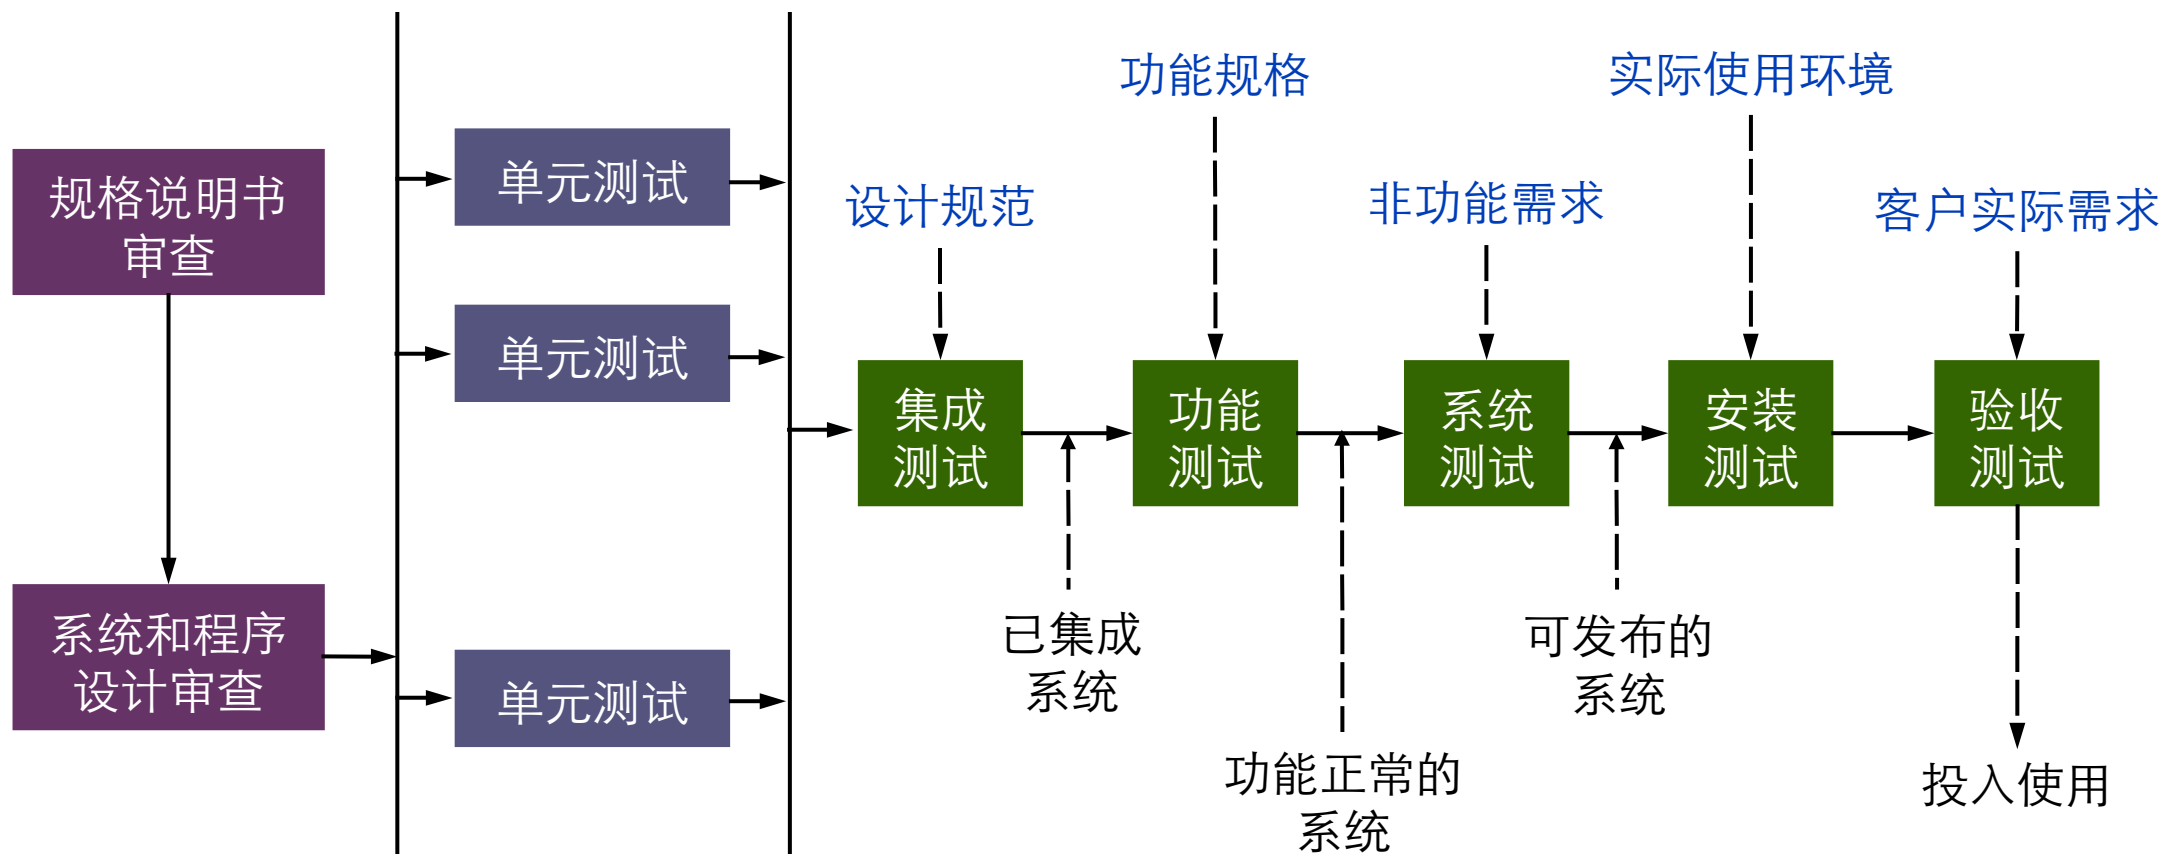 规格说明书
审查
系统和程序
设计审查
单元测试
单元测试
单元测试
设计规范
功能规格
非功能需求
实际使用环境
客户实际需求
集成
测试
功能
测试
系统
测试
安装
测试
验收
测试
已集成
系统
功能正常的
系统
可发布的
系统
投入使用